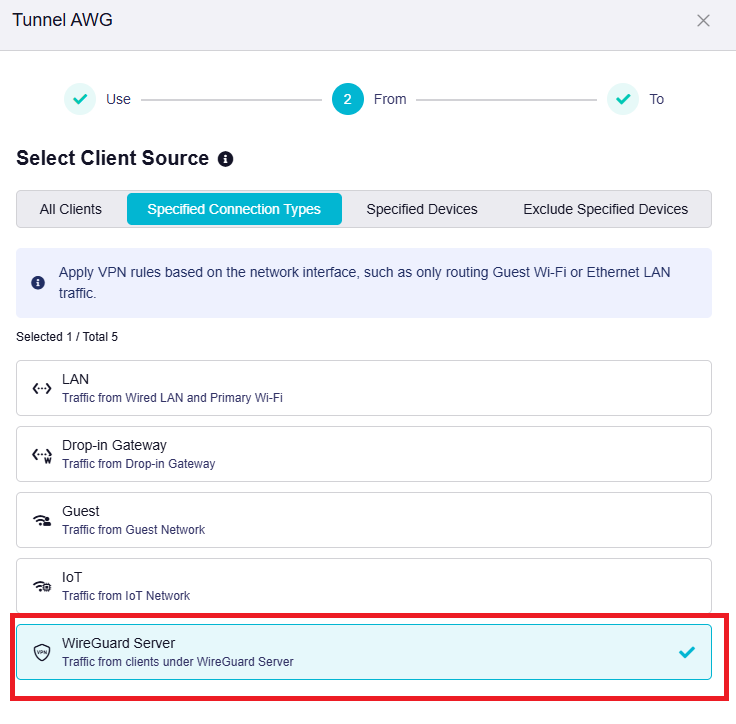 Tunnel AWG
Use
2
From
To
Select Client Source
All Clients
Specified Connection Types
Specified Devices
Exclude Specified Devices
Apply VPN rules based on the network interface, such as only routing Guest Wi-Fi or Ethernet LAN
traffic.
Selected 1 / Total 5
LAN
Traffic from Wired LAN and Primary Wi-Fi
W
Drop-in Gateway
Traffic from Drop-in Gateway
Guest
Traffic from Guest Network
IoT
Traffic from IoT Network
VPN
WireGuard Server
Traffic from clients under WireGuard Server